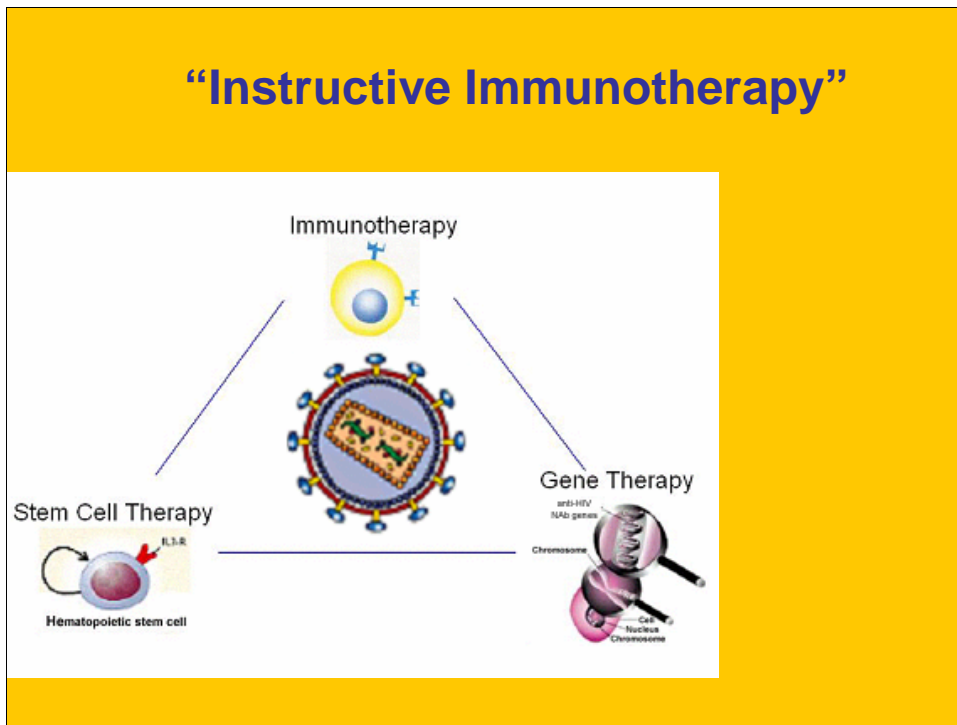 “Instructive Immunotherapy”
Immunotherapy
Gene Therapy
anti-HIV
NAb genes
Stem Cell Therapy
IL3-R
Chromosome
Hematopoietic stem cell
Cell
Nucleus
Chromosome